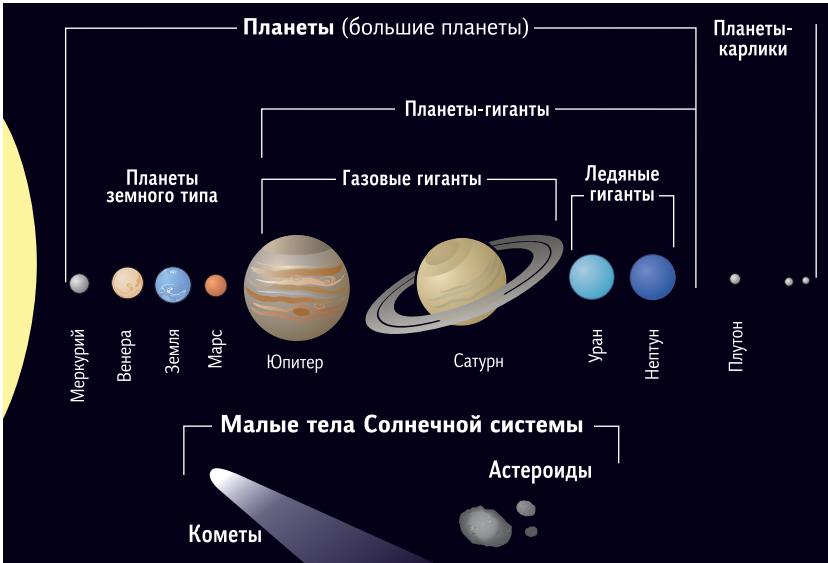 Планеты (большие планеты)
Планеты-
карлики
Планеты-гиганты
Планеты
земного типа
Газовые гиганты
Ледяные
гиганты
Меркурий
Венера
Земля
Марс
Юпитер
Сатурн
Уран
Нептун
Плутон
Малые тела Солнечной системы
Астероиды
Кометы